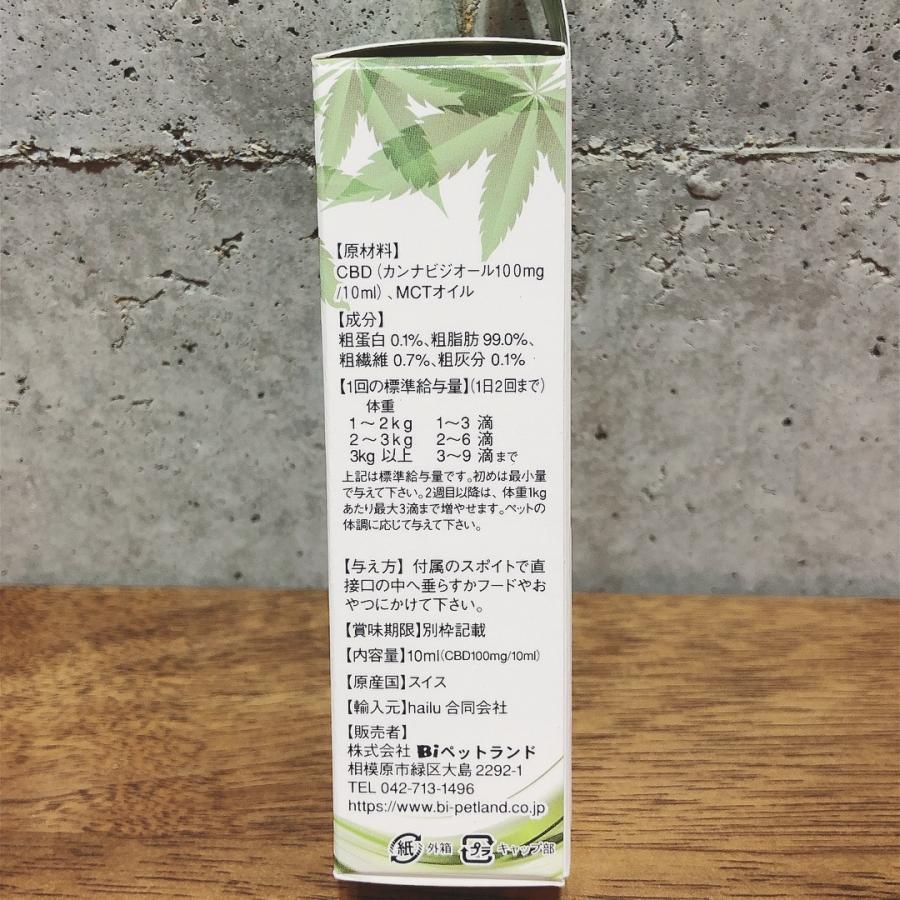 【原材料】
CBD（カンナビジオール100mg
/10ml）、MCTオイル
【成分】
粗蛋白 0.1%、粗脂肪 99.0%、
粗繊維 0.7%、粗灰分 0.1%
【1回の標準給与量】（1日2回まで）
体重
1～2kg 1～3 滴
2～3kg 2～6 滴
3kg 以上 3～9 滴まで
上記は標準給与量です。初めは最小量
で与えて下さい。2週目以降は、体重1kg
あたり最大3滴まで増やせます。ペットの
体調に応じて与えて下さい。
【与え方】 付属のスポイトで直
接口の中へ垂らすかフードやお
やつにかけて下さい。
【賞味期限】別枠記載
【内容量】10ml（CBD100mg/10ml）
【原産国】スイス
【輸入元】hailu 合同会社
【販売者】
株式会社 Biペットランド
相模原市緑区大島 2292-1
TEL 042-713-1496
https://www.bi-petland.co.jp
紙 外箱 プラ キャップ部